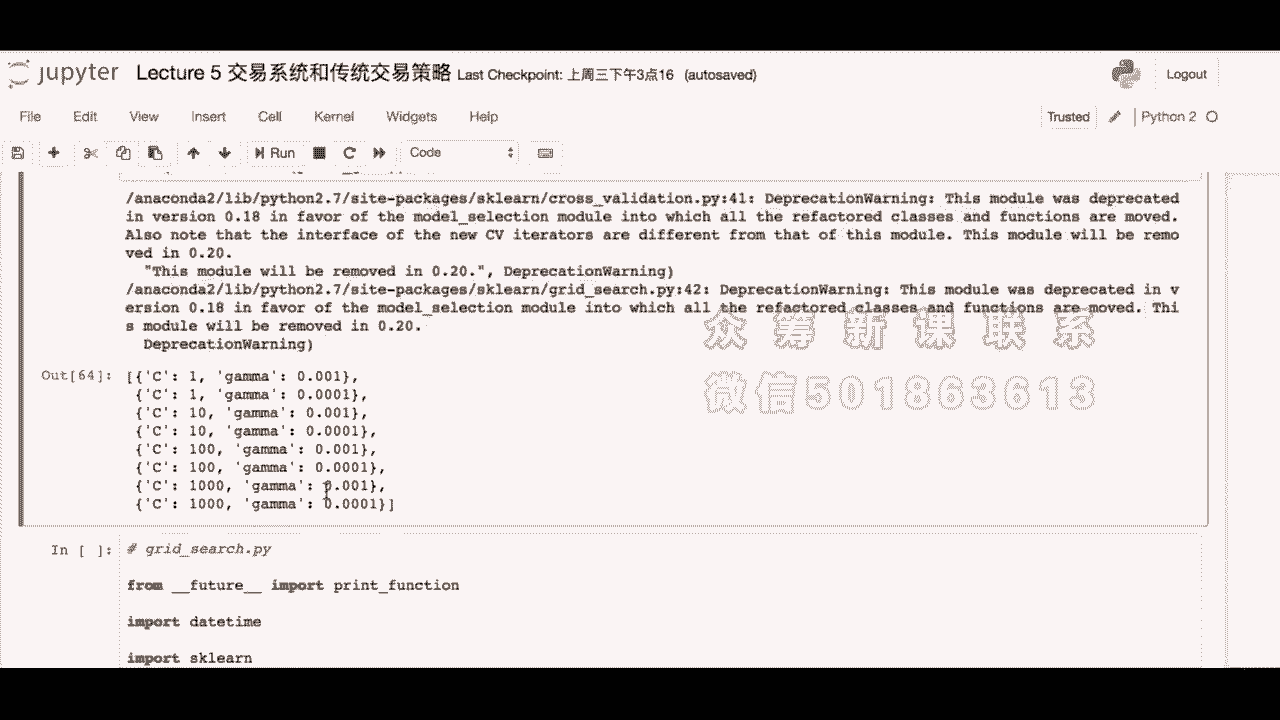 jupyter Lecture 5 交易系统和传统交易策略 Last Checkpoint: 上周三下午3点16 (autosaved) Logout
File Edit View Insert Cell Kernel Widgets Help Trusted Python 2
Run Code
/anaconda2/lib/python2.7/site-packages/sklearn/cross_validation.py:41: DeprecationWarning: This module was deprecated
in version 0.18 in favor of the model_selection module into which all the refactored classes and functions are moved.
Also note that the interface of the new CV iterators are different from that of this module. This module will be remo
ved in 0.20.
"This module will be removed in 0.20.", DeprecationWarning)
/anaconda2/lib/python2.7/site-packages/sklearn/grid_search.py:42: DeprecationWarning: This module was deprecated in v
ersion 0.18 in favor of the model_selection module into which all the refactored classes and functions are moved. Thi
s module will be removed in 0.20.
DeprecationWarning)
众筹新课联系
微信501863613
Out[64]: [{'C': 1, 'gamma': 0.001},
{'C': 1, 'gamma': 0.0001},
{'C': 10, 'gamma': 0.001},
{'C': 10, 'gamma': 0.0001},
{'C': 100, 'gamma': 0.001},
{'C': 100, 'gamma': 0.0001},
{'C': 1000, 'gamma': 0.001},
{'C': 1000, 'gamma': 0.0001}]
In [ ]: # grid_search.py
from __future__ import print_function
import datetime
import sklearn